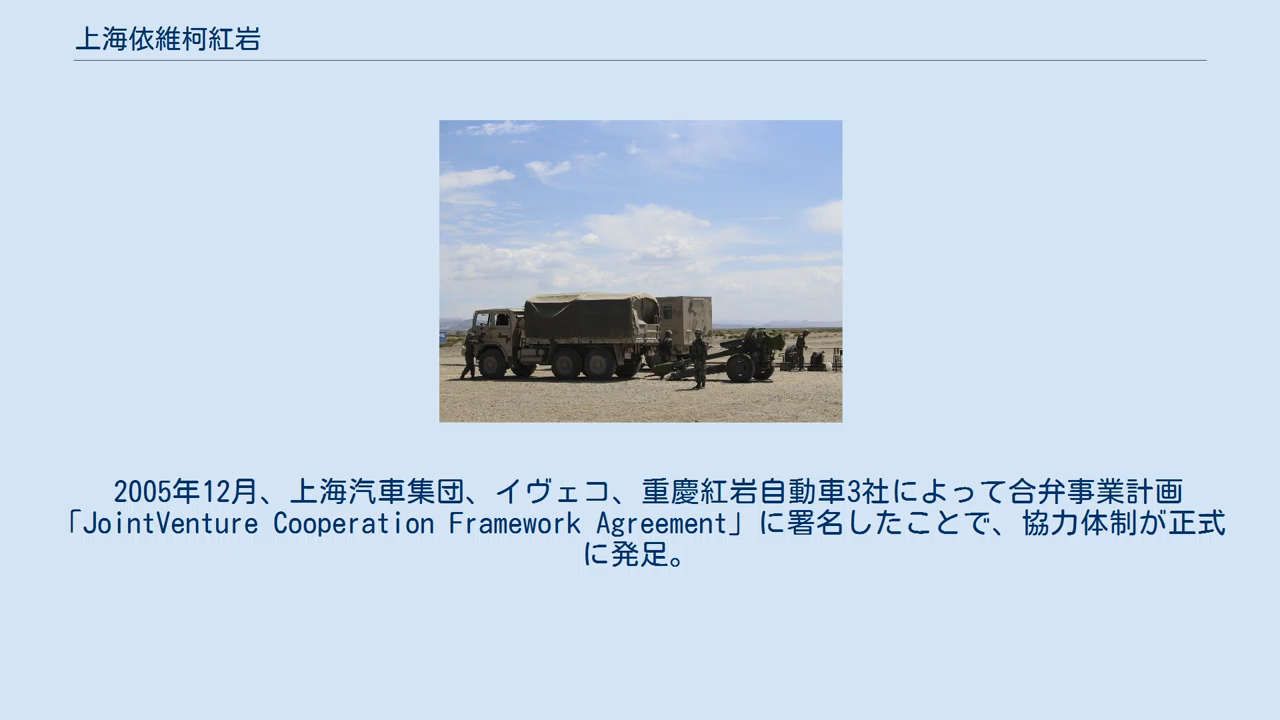 上海依維柯紅岩
2005年12月、上海汽車集団、イヴェコ、重慶紅岩自動車3社によって合弁事業計画
「JointVenture Cooperation Framework Agreement」に署名したことで、協力体制が正式
に発足。